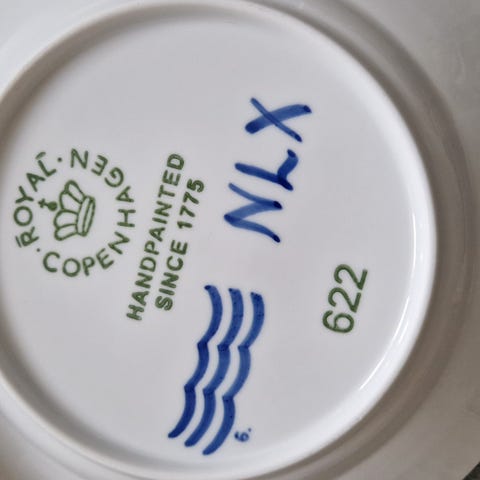 ROYAL · COPENHAGEN ·
HANDPAINTED
SINCE 1775
NLX
622
6.